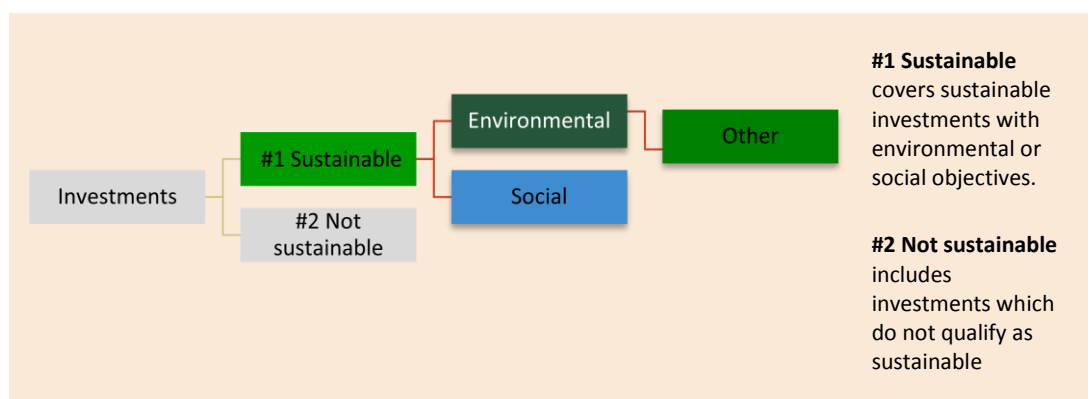 Investments
#1 Sustainable
#2 Not
sustainable
Environmental
Social
Other
#1 Sustainable
covers sustainable
investments with
environmental or
social objectives.
#2 Not sustainable
includes
investments which
do not qualify as
sustainable